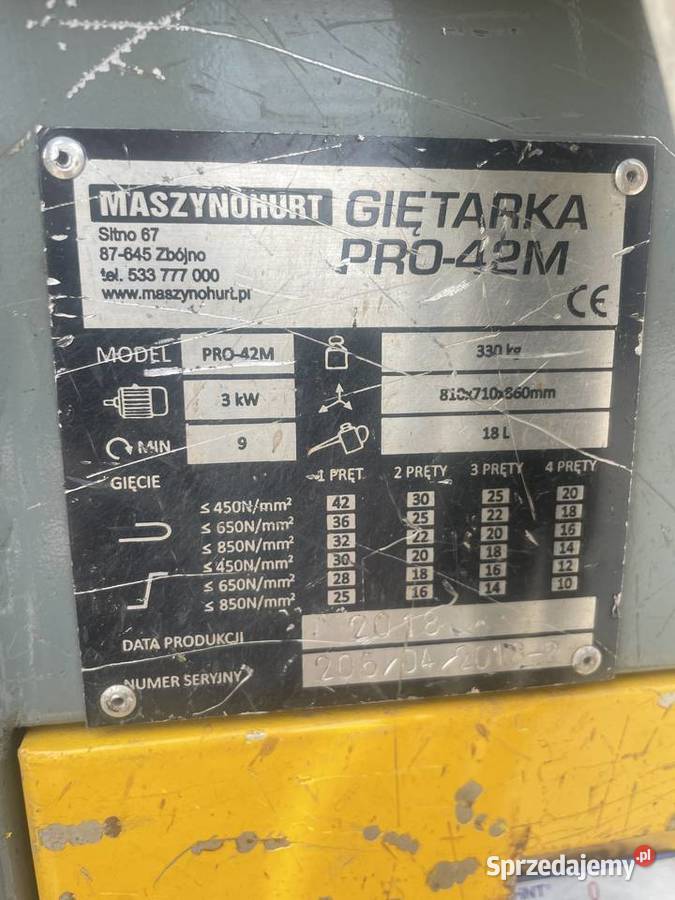 MASZYNOHURT
Sitno 67
87-645 Zbójno
tel. 533 777 000
www.maszynohurt.pl
GIĘTARKA
PRO-42M
CE
MODEL PRO-42M 330 kg
3 kW 810x710x860mm
MIN 9 18 L
GIĘCIE 1 PRĘT 2 PRĘTY 3 PRĘTY 4 PRĘTY
≤ 450N/mm² 42 30 25 20
≤ 650N/mm² 36 25 22 18
≤ 850N/mm² 32 22 20 16
≤ 450N/mm² 30 20 18 14
≤ 650N/mm² 28 18 16 12
≤ 850N/mm² 25 16 14 10
DATA PRODUKCJI 2018
NUMER SERYJNY
Sprzedajemy.pl